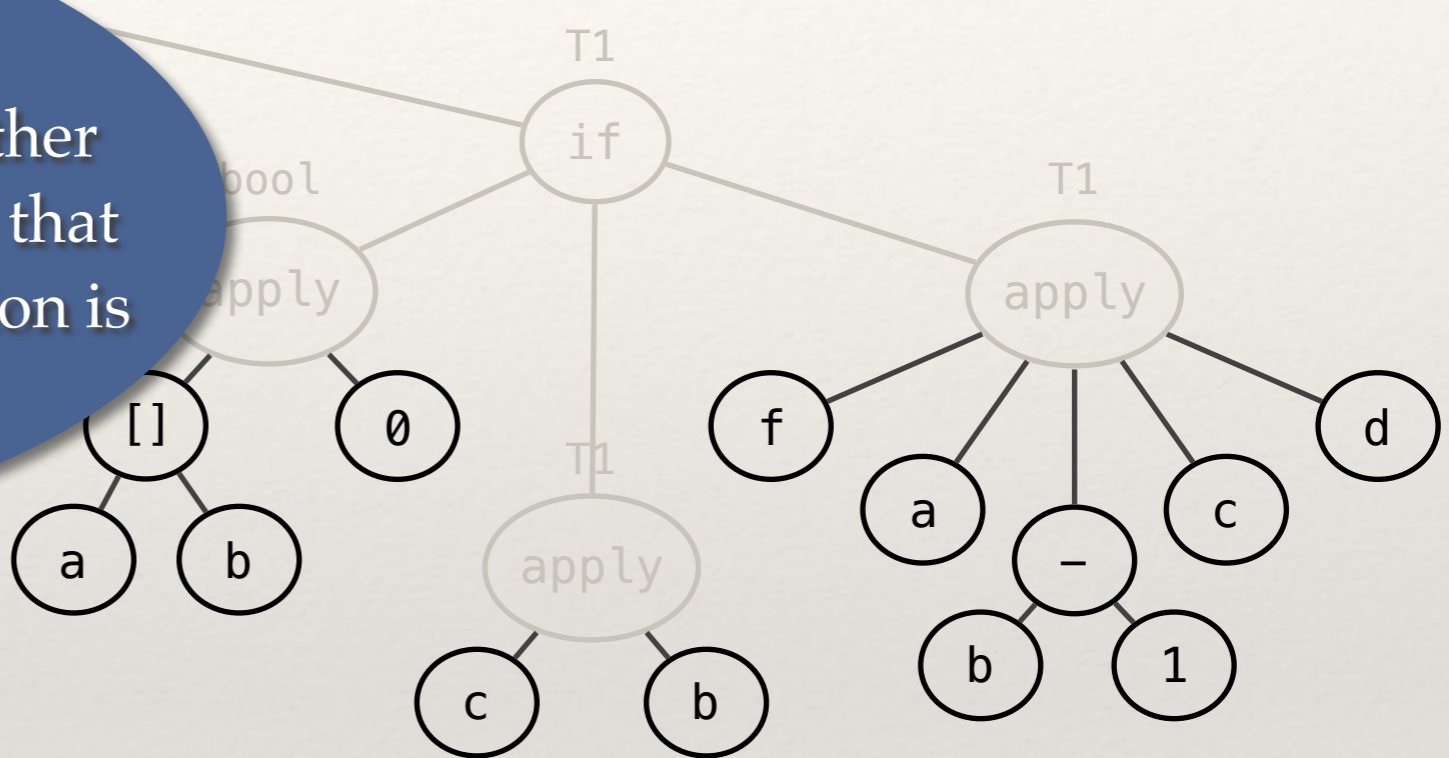 T1
ther
if
that
bool
T1
on is
apply
apply
[]
0
f
d
T1
a
c
a
b
apply
–
b
1
c
b